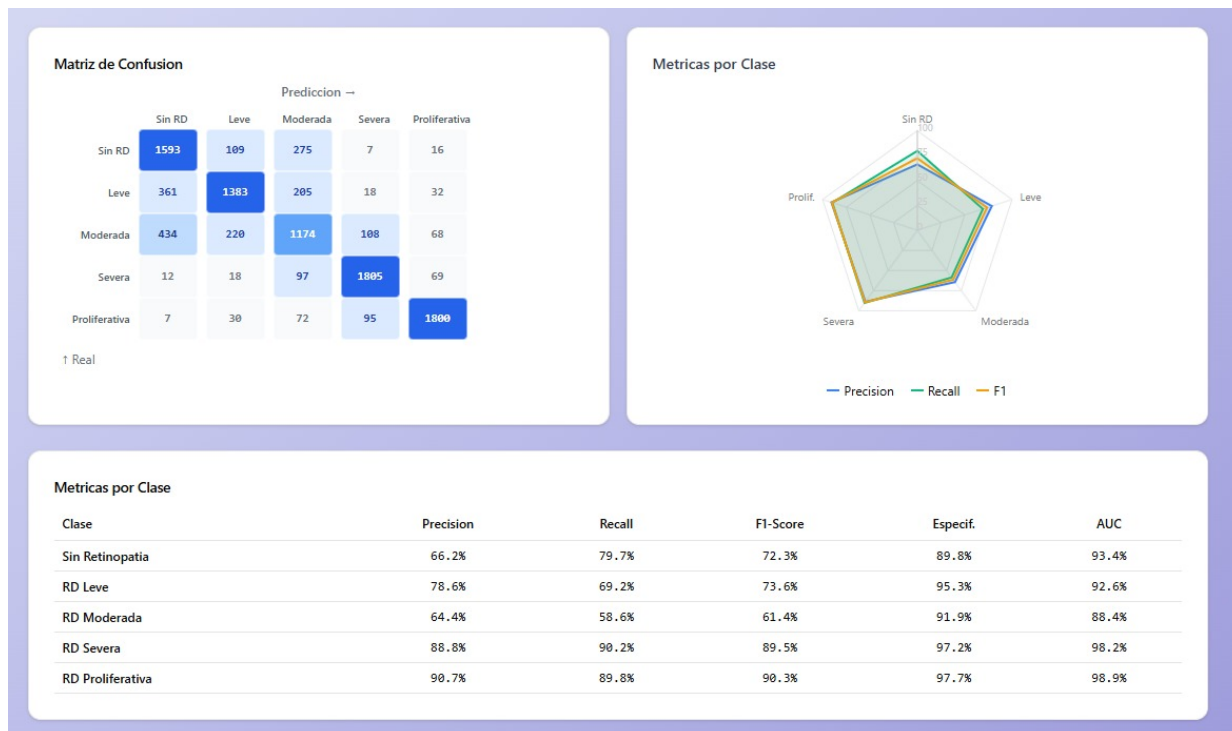 Matriz de Confusion
Prediccion →
Sin RD Leve Moderada Severa Proliferativa
Sin RD 1593 109 275 7 16
Leve 361 1383 205 18 32
Moderada 434 220 1174 108 68
Severa 12 18 97 1805 69
Proliferativa 7 30 72 95 1800
↑ Real
Metricas por Clase
Sin RD
100
75
25
Prolif.
Leve
Severa
Moderada
Precision Recall F1
Metricas por Clase
Clase Precision Recall F1-Score Especif. AUC
Sin Retinopatia 66.2% 79.7% 72.3% 89.8% 93.4%
RD Leve 78.6% 69.2% 73.6% 95.3% 92.6%
RD Moderada 64.4% 58.6% 61.4% 91.9% 88.4%
RD Severa 88.8% 90.2% 89.5% 97.2% 98.2%
RD Proliferativa 90.7% 89.8% 90.3% 97.7% 98.9%